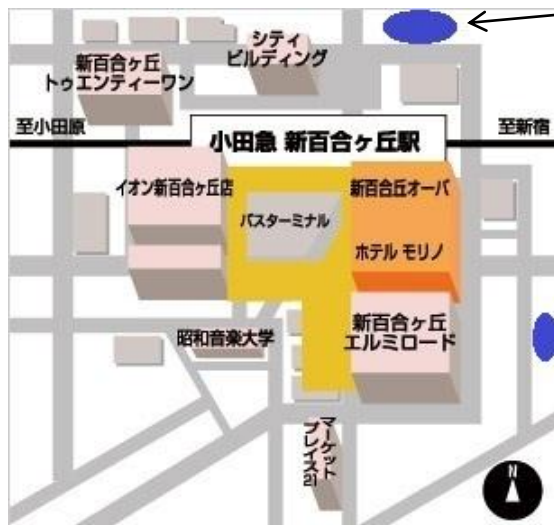 シティ
ビルディング
新百合ヶ丘
トゥエンティーワン
至小田原
小田急 新百合ヶ丘駅
至新宿
イオン新百合ヶ丘店
新百合丘オーパ
バスターミナル
ホテル モリノ
新百合ヶ丘
エルミロード
昭和音楽大学
マーケット
プレイス21
N